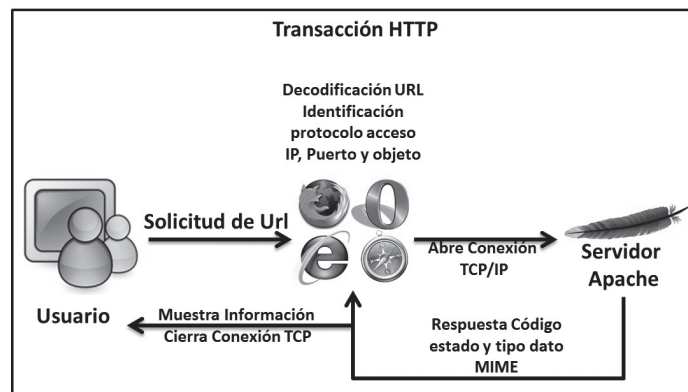 Transacción HTTP
Decodificación URL
Identificación
protocolo acceso
IP, Puerto y objeto
Solicitud de Url
Abre Conexión
TCP/IP
Servidor
Apache
Usuario
Muestra Información
Cierra Conexión TCP
Respuesta Código
estado y tipo dato
MIME